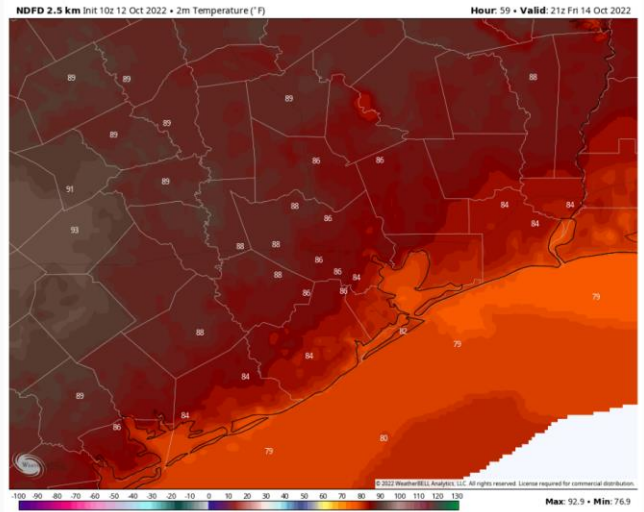 NDFD 2.5 km Init 10z 12 Oct 2022 • 2m Temperature (°F) Hour: 59 • Valid: 21z Fri 14 Oct 2022
89 89 88
89 89
89
86 86
89
91
88 84 84
86 84
93
88 88
86
88 86 84
86 86 79
88 82
79
84
84
89
84
86
80
79
© 2022 WeatherBELL Analytics, LLC. All rights reserved. License required for commercial distribution.
-100 -90 -80 -70 -60 -50 -40 -30 -20 -10 0 10 20 30 40 50 60 70 80 90 100 110 120 130
Max: 92.9 • Min: 76.9